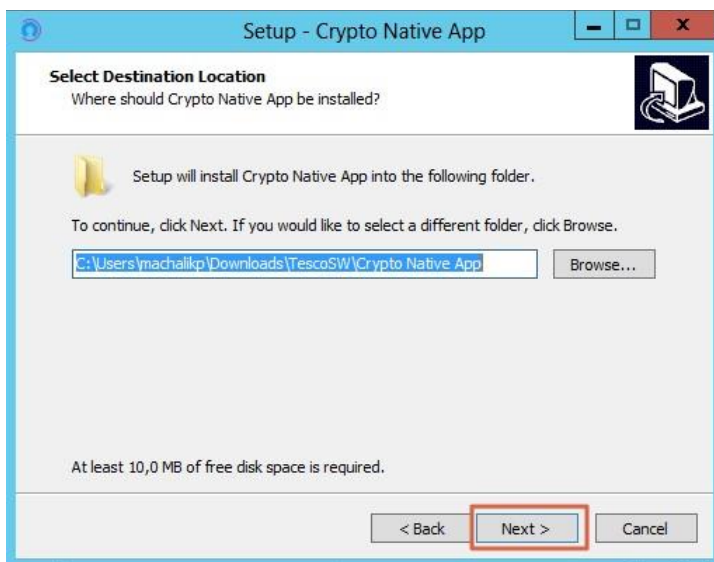 Setup - Crypto Native App
Select Destination Location
Where should Crypto Native App be installed?
Setup will install Crypto Native App into the following folder.
To continue, click Next. If you would like to select a different folder, click Browse.
C:\Users\machalikp\Downloads\TescoSW\Crypto Native App
Browse...
At least 10,0 MB of free disk space is required.
< Back
Next >
Cancel